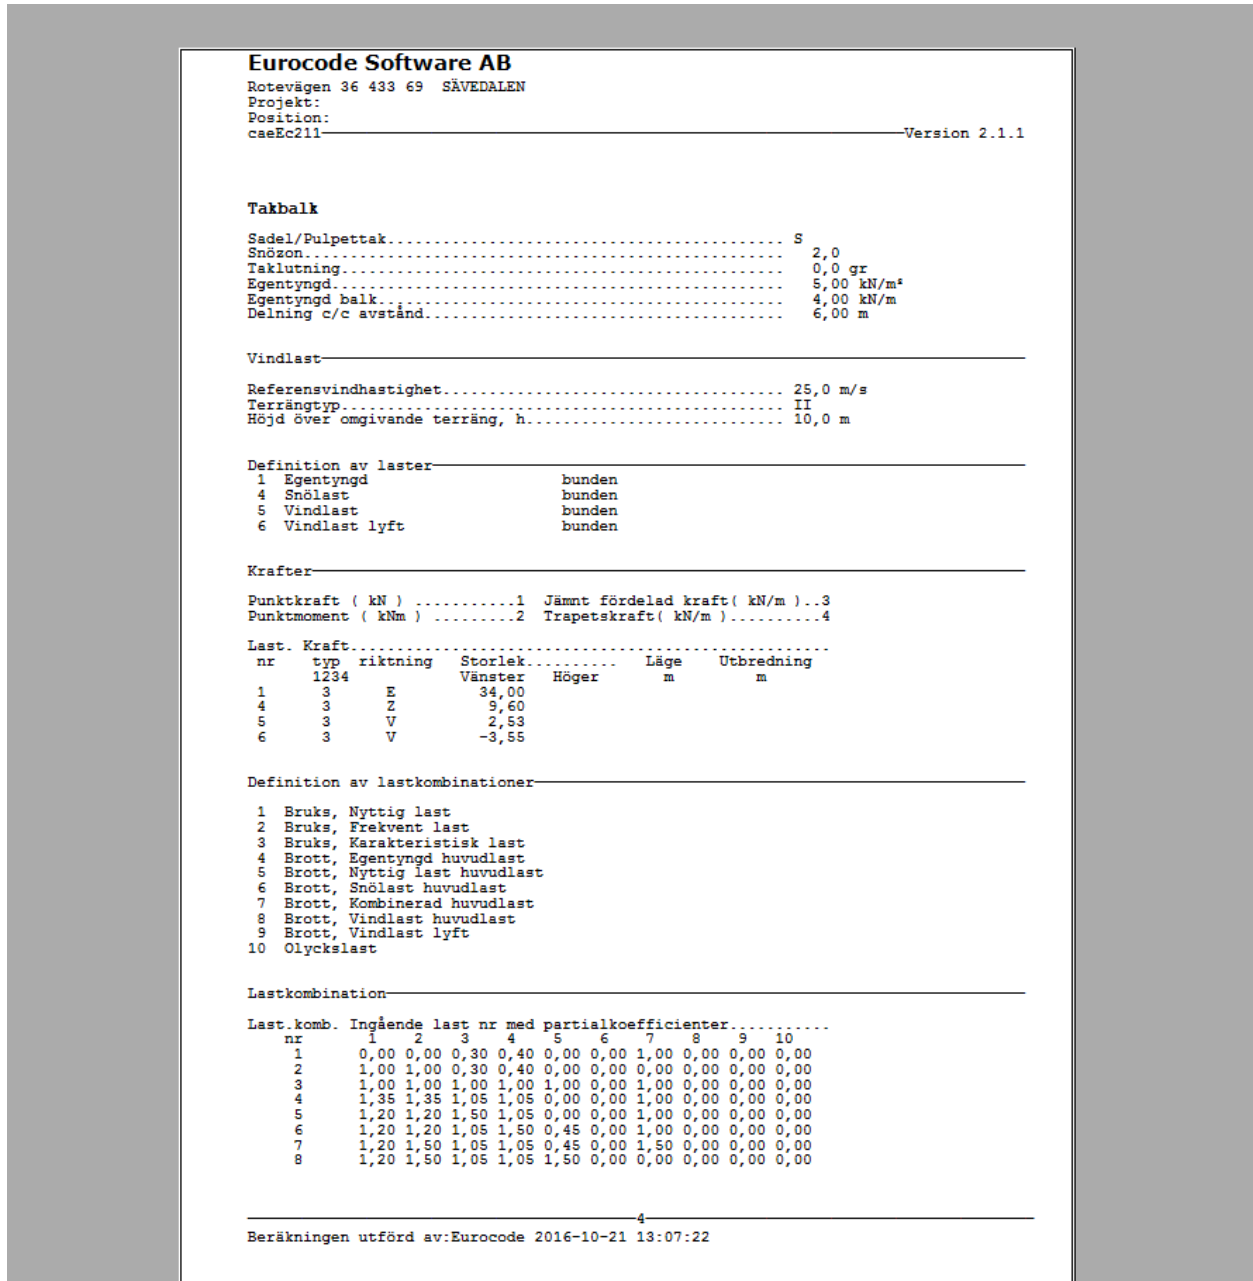 Eurocode Software AB
Rotevägen 36 433 69 SÄVEDALEN
Projekt:
Position:
caeEc211 Version 2.1.1
Takbalk
Sadel/Pulpettak........................................... S
Snözon.................................................... 2,0
Taklutning................................................ 0,0 gr
Egentyngd................................................. 5,00 kN/m²
Egentyngd balk............................................ 4,00 kN/m
Delning c/c avstånd....................................... 6,00 m
Vindlast
Referensvindhastighet..................................... 25,0 m/s
Terrängtyp................................................ II
Höjd över omgivande terräng, h............................ 10,0 m
Definition av laster
1 Egentyngd bunden
4 Snölast bunden
5 Vindlast bunden
6 Vindlast lyft bunden
Krafter
Punktkraft ( kN ) ...........1 Jämnt fördelad kraft( kN/m )..3
Punktmoment ( kNm ) .........2 Trapetskraft( kN/m )..........4
Last. Kraft....................................................
nr typ riktning Storlek.......... Läge Utbredning
1234 Vänster Höger m m
1 3 E 34,00
4 3 Z 9,60
5 3 V 2,53
6 3 V -3,55
Definition av lastkombinationer
1 Bruks, Nyttig last
2 Bruks, Frekvent last
3 Bruks, Karakteristisk last
4 Brott, Egentyngd huvudlast
5 Brott, Nyttig last huvudlast
6 Brott, Snölast huvudlast
7 Brott, Kombinerad huvudlast
8 Brott, Vindlast huvudlast
9 Brott, Vindlast lyft
10 Olyckslast
Lastkombination
Last.komb. Ingående last nr med partialkoefficienter...........
nr 1 2 3 4 5 6 7 8 9 10
1 0,00 0,00 0,30 0,40 0,00 0,00 1,00 0,00 0,00 0,00
2 1,00 1,00 0,30 0,40 0,00 0,00 0,00 0,00 0,00 0,00
3 1,00 1,00 1,00 1,00 1,00 0,00 1,00 0,00 0,00 0,00
4 1,35 1,35 1,05 1,05 0,00 0,00 1,00 0,00 0,00 0,00
5 1,20 1,20 1,50 1,05 0,00 0,00 1,00 0,00 0,00 0,00
6 1,20 1,20 1,05 1,50 0,45 0,00 1,00 0,00 0,00 0,00
7 1,20 1,50 1,05 1,05 0,45 0,00 1,50 0,00 0,00 0,00
8 1,20 1,50 1,05 1,05 1,50 0,00 0,00 0,00 0,00 0,00
4
Beräkningen utförd av:Eurocode 2016-10-21 13:07:22